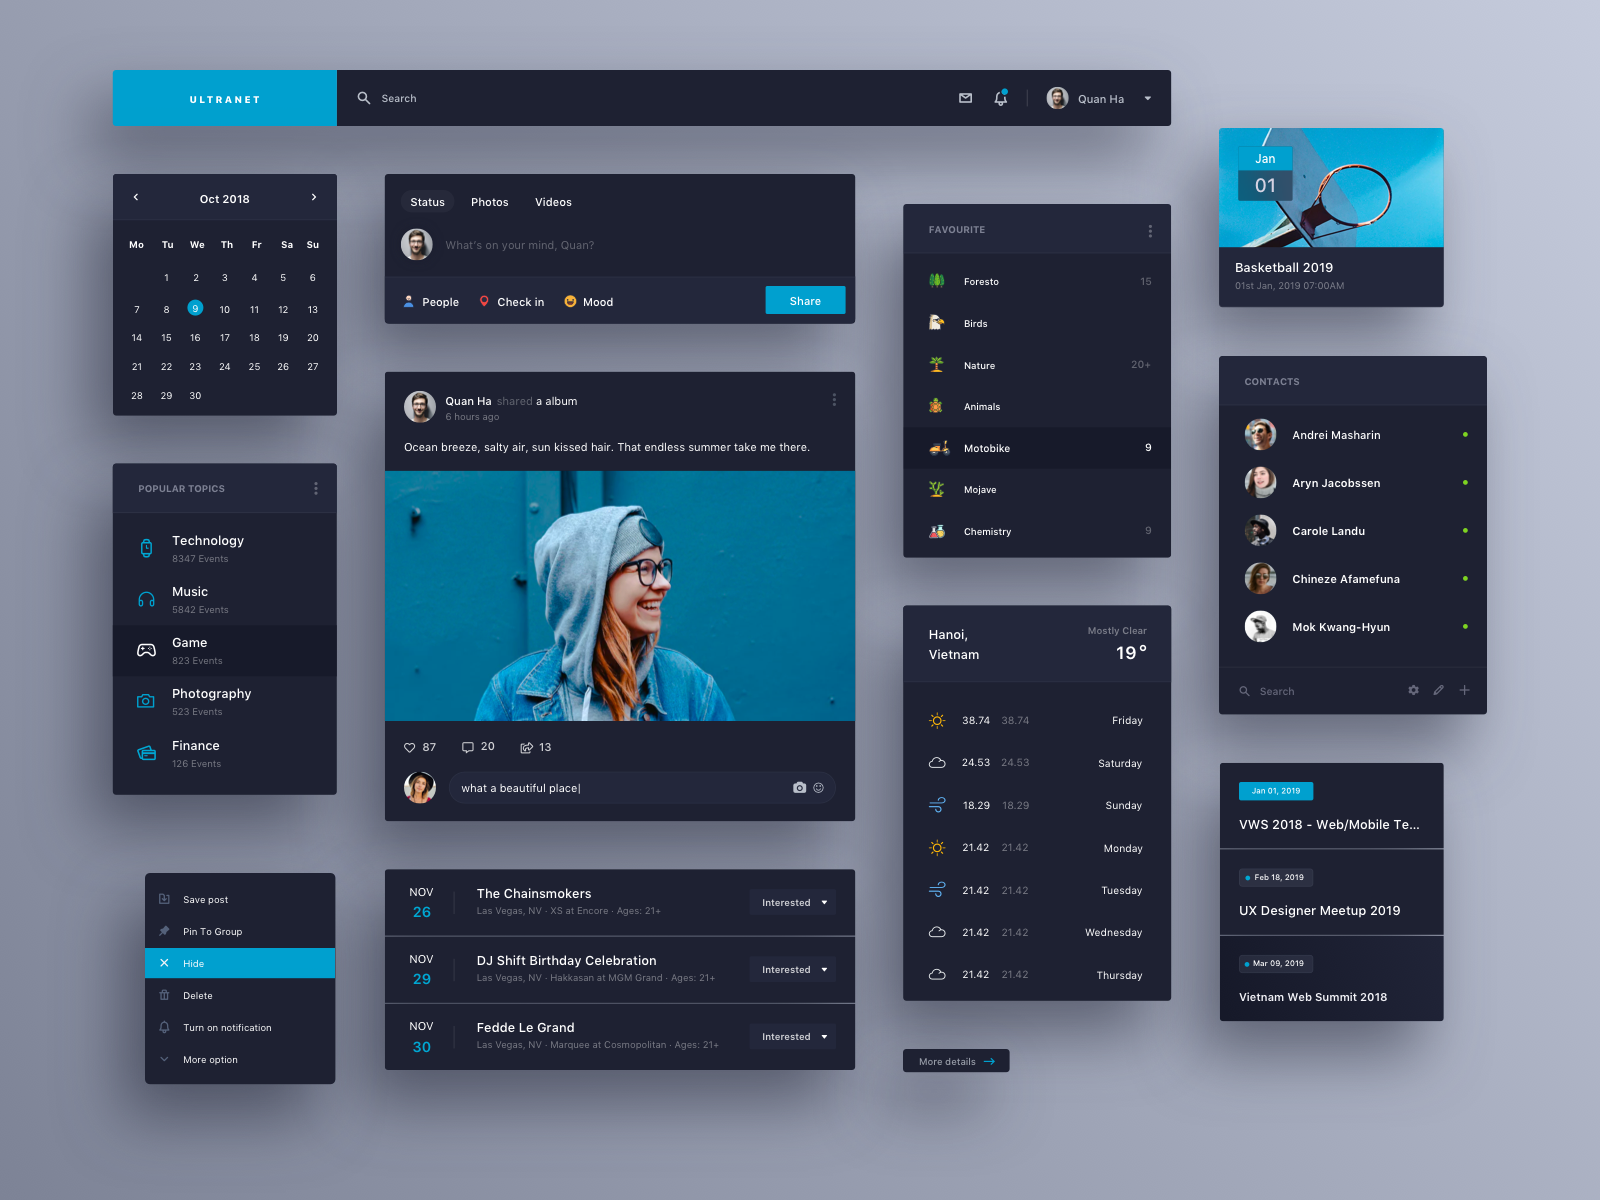 ULTRANET
Search
Quan Ha
Oct 2018
Mo Tu We Th Fr Sa Su
1 2 3 4 5 6
7 8 9 10 11 12 13
14 15 16 17 18 19 20
21 22 23 24 25 26 27
28 29 30
POPULAR TOPICS
Technology
8347 Events
Music
5842 Events
Game
823 Events
Photography
523 Events
Finance
126 Events
Save post
Pin To Group
Hide
Delete
Turn on notification
More option
Status Photos Videos
What's on your mind, Quan?
People Check in Mood Share
Quan Ha shared a album
6 hours ago
Ocean breeze, salty air, sun kissed hair. That endless summer take me there.
87 20 13
what a beautiful place|
NOV
26
The Chainsmokers
Las Vegas, NV · XS at Encore · Ages: 21+
Interested
NOV
29
DJ Shift Birthday Celebration
Las Vegas, NV · Hakkasan at MGM Grand · Ages: 21+
Interested
NOV
30
Fedde Le Grand
Las Vegas, NV · Marquee at Cosmopolitan · Ages: 21+
Interested
FAVOURITE
Foresto 15
Birds
Nature 20+
Animals
Motobike 9
Mojave
Chemistry 9
Hanoi,
Vietnam
Mostly Clear
19°
38.74 38.74 Friday
24.53 24.53 Saturday
18.29 18.29 Sunday
21.42 21.42 Monday
21.42 21.42 Tuesday
21.42 21.42 Wednesday
21.42 21.42 Thursday
More details
Jan
01
Basketball 2019
01st Jan, 2019 07:00AM
CONTACTS
Andrei Masharin
Aryn Jacobssen
Carole Landu
Chineze Afamefuna
Mok Kwang-Hyun
Search
Jan 01, 2019
VWS 2018 - Web/Mobile Te...
Feb 18, 2019
UX Designer Meetup 2019
Mar 09, 2019
Vietnam Web Summit 2018